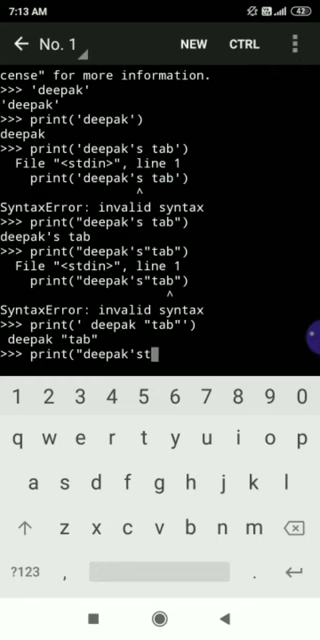 7:13 AM
42
No. 1
NEW
CTRL
cense" for more information.
>>> 'deepak'
'deepak'
>>> print('deepak')
deepak
>>> print('deepak's tab')
  File "<stdin>", line 1
    print('deepak's tab')
                  ^
SyntaxError: invalid syntax
>>> print("deepak's tab")
deepak's tab
>>> print("deepak's"tab")
  File "<stdin>", line 1
    print("deepak's"tab")
                      ^
SyntaxError: invalid syntax
>>> print(' deepak "tab"')
 deepak "tab"
>>> print("deepak'st
1 2 3 4 5 6 7 8 9 0
q w e r t y u i o p
a s d f g h j k l
z x c v b n m
?123 , .